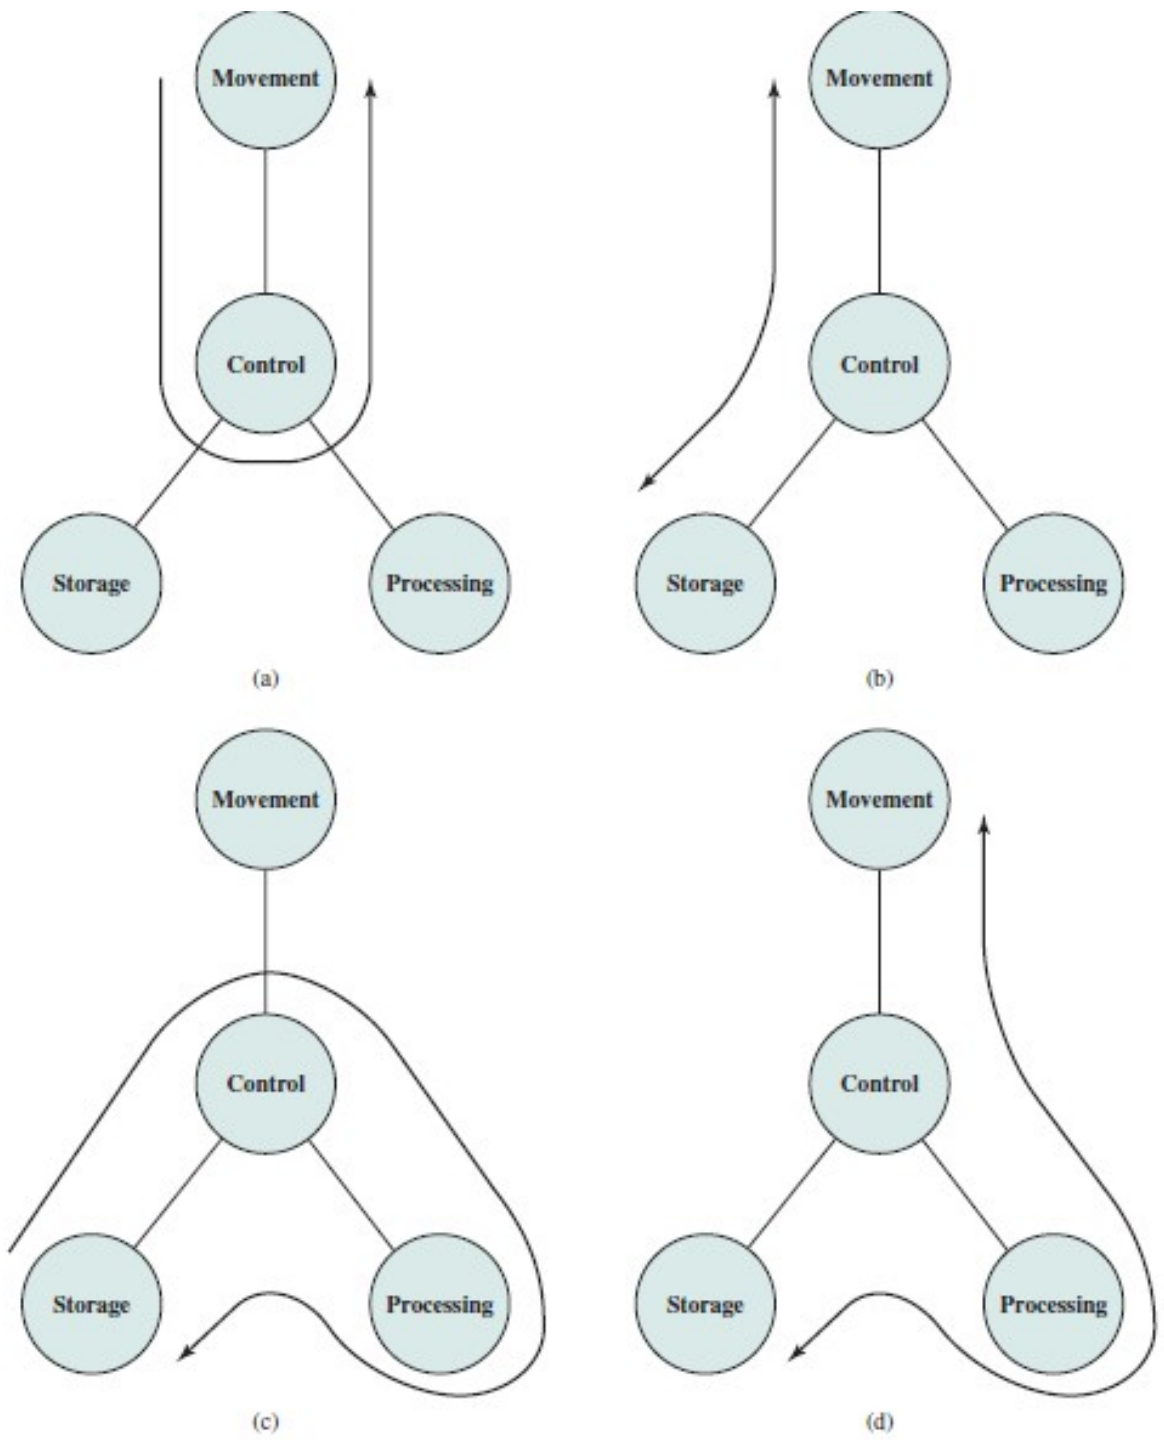 Movement
Movement
Control
Control
Storage
Processing
Storage
Processing
(a)
(b)
Movement
Movement
Control
Control
Storage
Processing
Storage
Processing
(c)
(d)